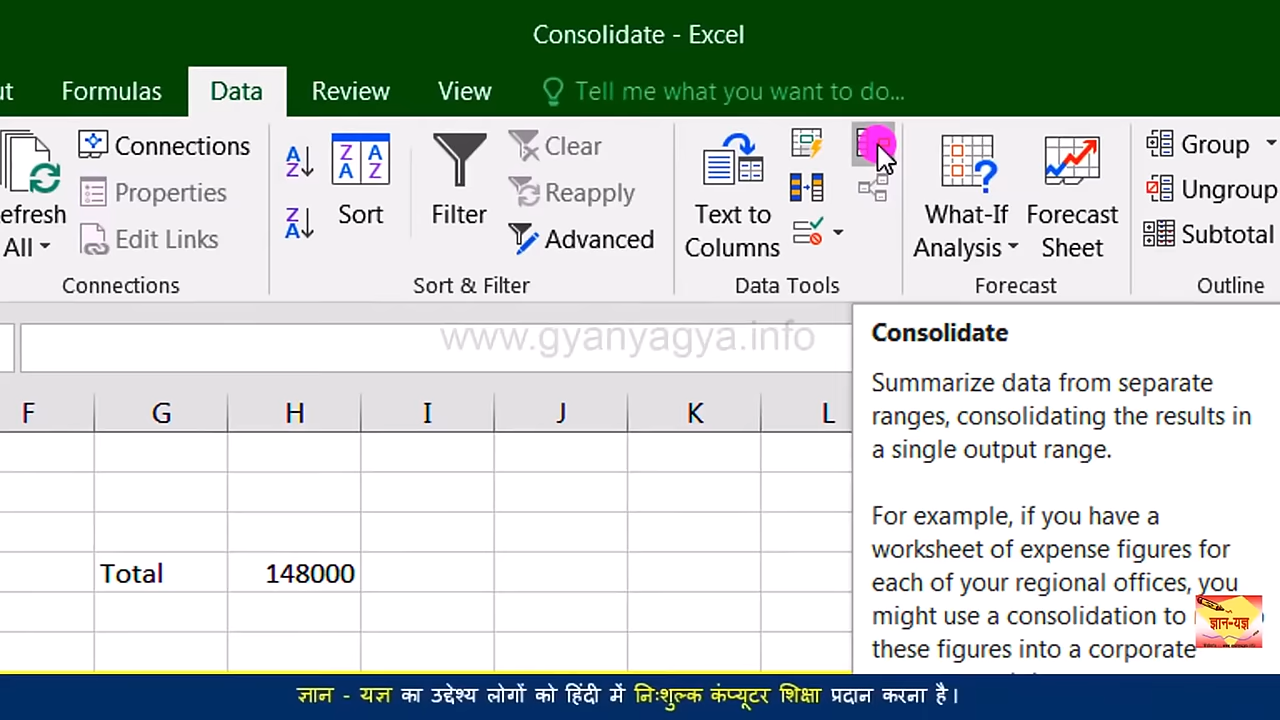 Consolidate - Excel
ut Formulas Data Review View Tell me what you want to do...
Connections
Properties
Edit Links
efresh
All
Connections
Sort
Filter
Clear
Reapply
Advanced
Sort & Filter
Text to
Columns
Data Tools
What-If
Analysis
Forecast
Sheet
Forecast
Group
Ungroup
Subtotal
Outline
www.gyanyagya.info
Consolidate
Summarize data from separate
ranges, consolidating the results in
a single output range.
For example, if you have a
worksheet of expense figures for
each of your regional offices, you
might use a consolidation to
these figures into a corporate
F G H I J K L
Total 148000
ज्ञान-यज्ञ
ज्ञान - यज्ञ का उद्देश्य लोगों को हिंदी में निःशुल्क कंप्यूटर शिक्षा प्रदान करना है।